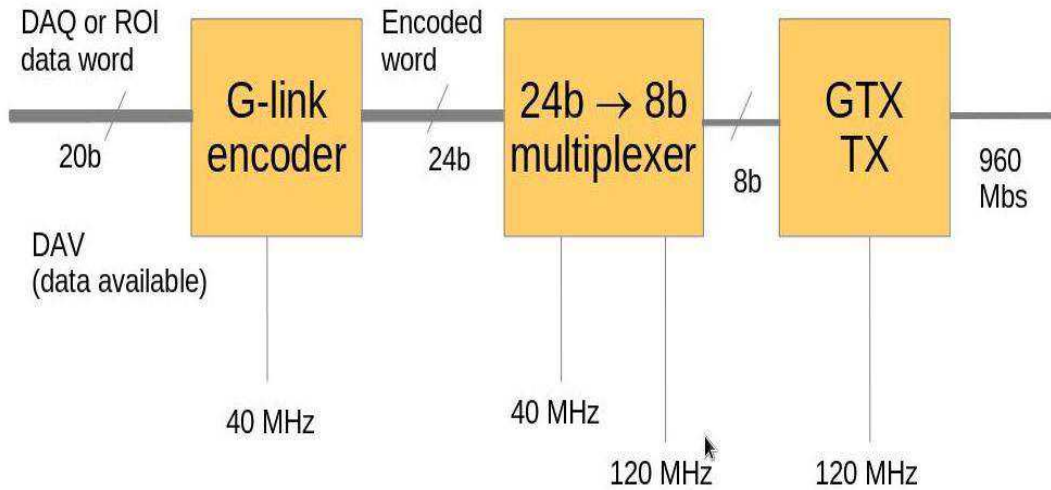 DAQ or ROI
data word
20b
DAV
(data available)
G-link
encoder
40 MHz
Encoded
word
24b
24b → 8b
multiplexer
40 MHz
120 MHz
8b
GTX
TX
120 MHz
960
Mbs